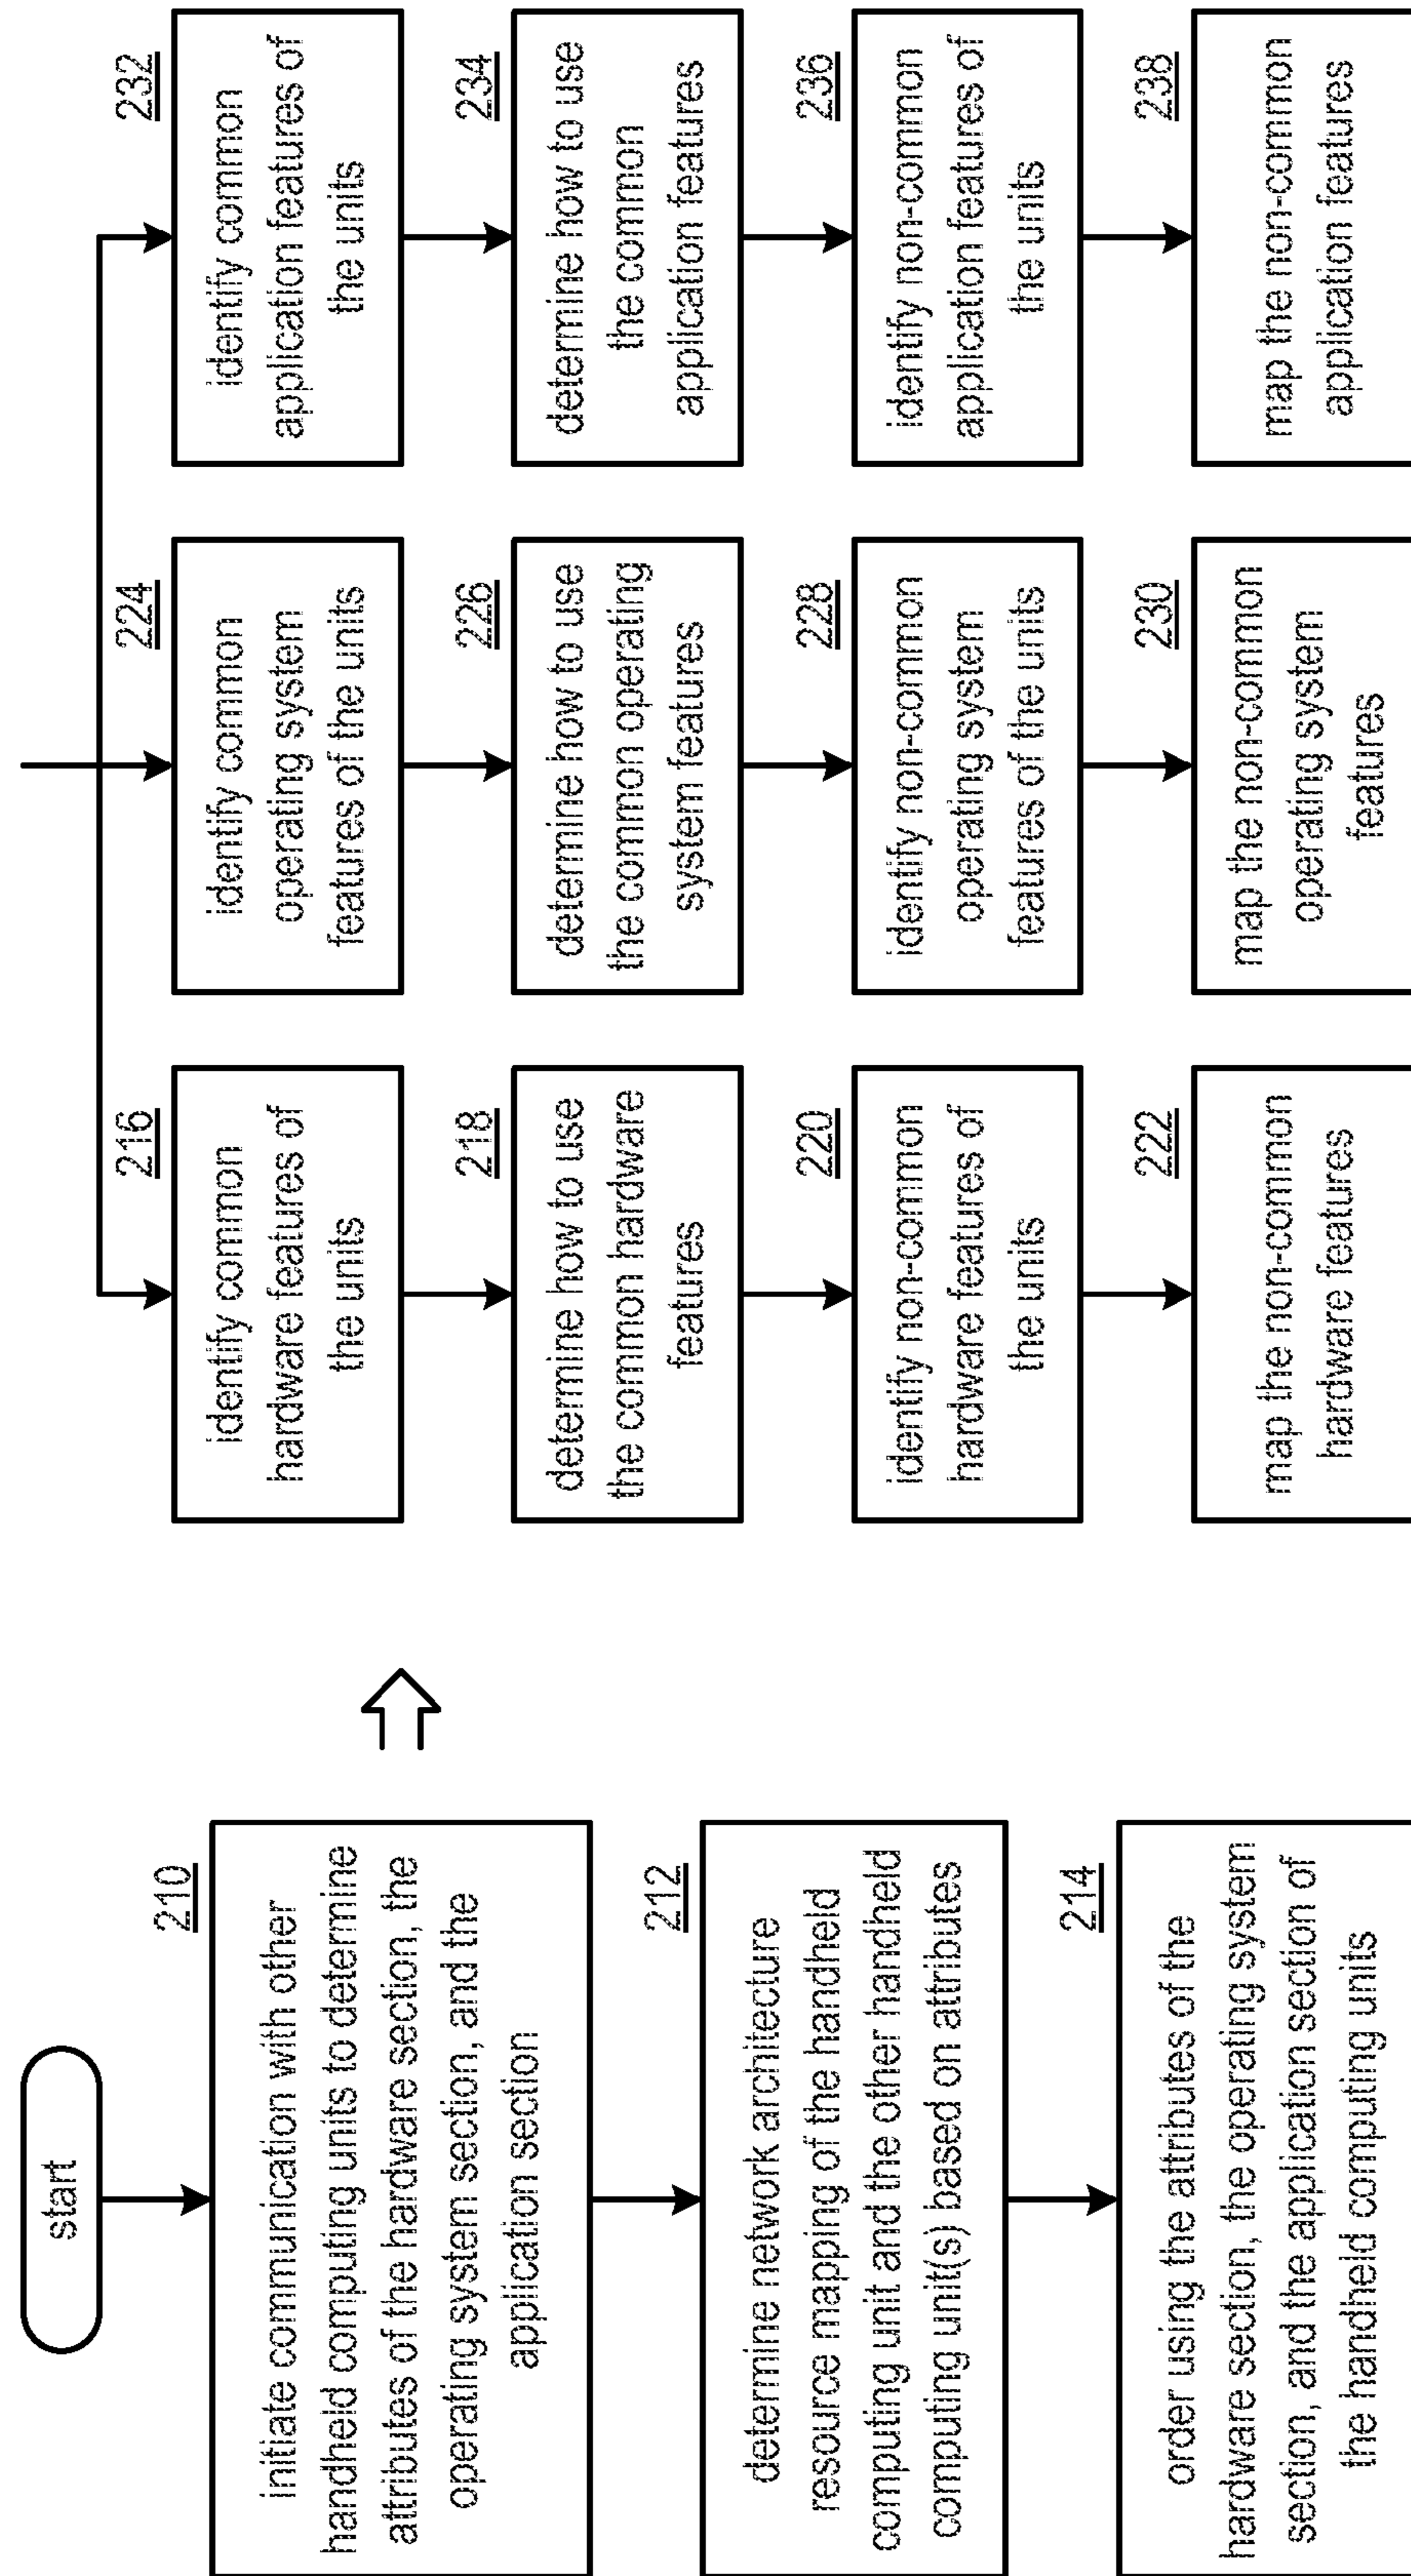 start
210
initiate communication with other
handheld computing units to determine
attributes of the hardware section, the
operating system section, and the
application section
212
determine network architecture
resource mapping of the handheld
computing unit and the other handheld
computing unit(s) based on attributes
214
order using the attributes of the
hardware section, the operating system
section, and the application section of
the handheld computing units
216
identify common
hardware features of
the units
218
determine how to use
the common hardware
features
220
identify non-common
hardware features of
the units
222
map the non-common
hardware features
224
identify common
operating system
features of the units
226
determine how to use
the common operating
system features
228
identify non-common
operating system
features of the units
230
map the non-common
operating system
features
232
identify common
application features of
the units
234
determine how to use
the common
application features
236
identify non-common
application features of
the units
238
map the non-common
application features